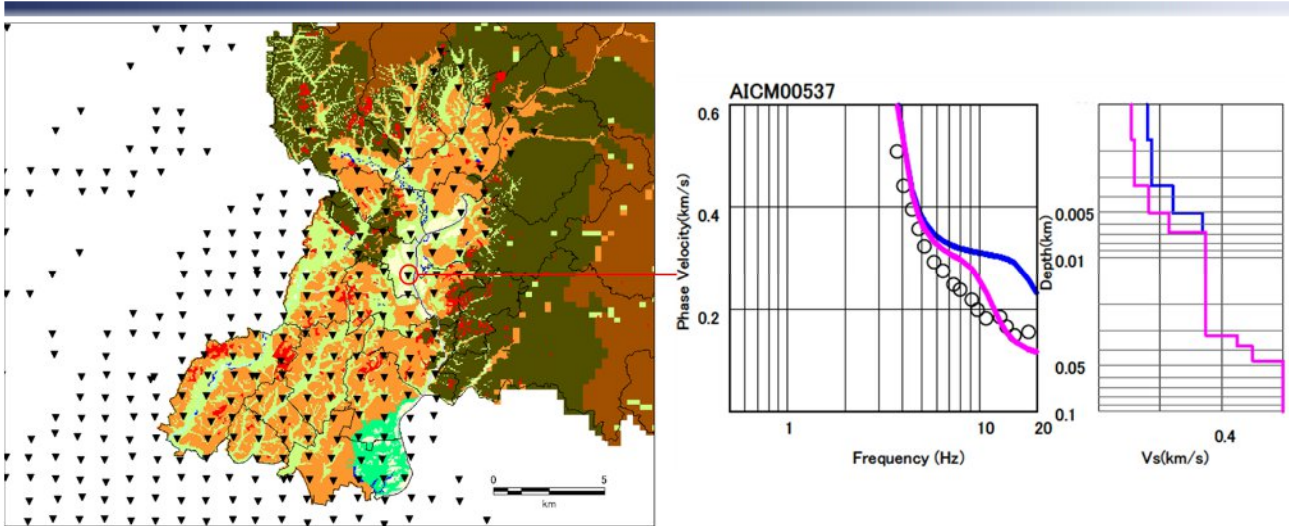 0 5
km
AICM00537
0.6
0.4
0.2
Phase Velocity(km/s)
1 10 20
Frequency (Hz)
Depth(km)
0.005
0.01
0.05
0.1
0.4
Vs(km/s)